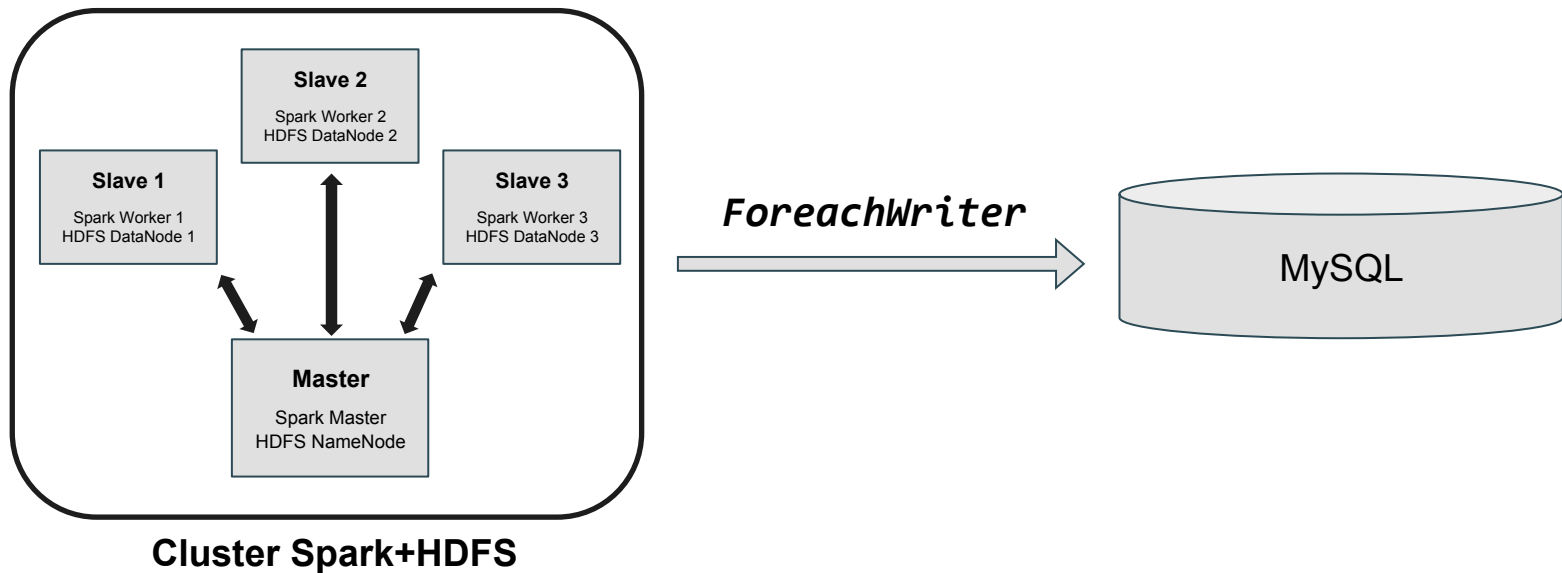 Slave 2
Spark Worker 2
HDFS DataNode 2
Slave 1
Spark Worker 1
HDFS DataNode 1
Slave 3
Spark Worker 3
HDFS DataNode 3
Master
Spark Master
HDFS NameNode
Cluster Spark+HDFS
ForeachWriter
MySQL